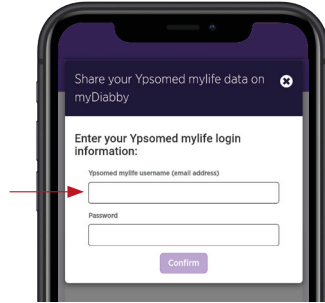 Share your Ypsomed mylife data on
myDiabby
Enter your Ypsomed mylife login
information:
Ypsomed mylife username (email address)
Password
Confirm